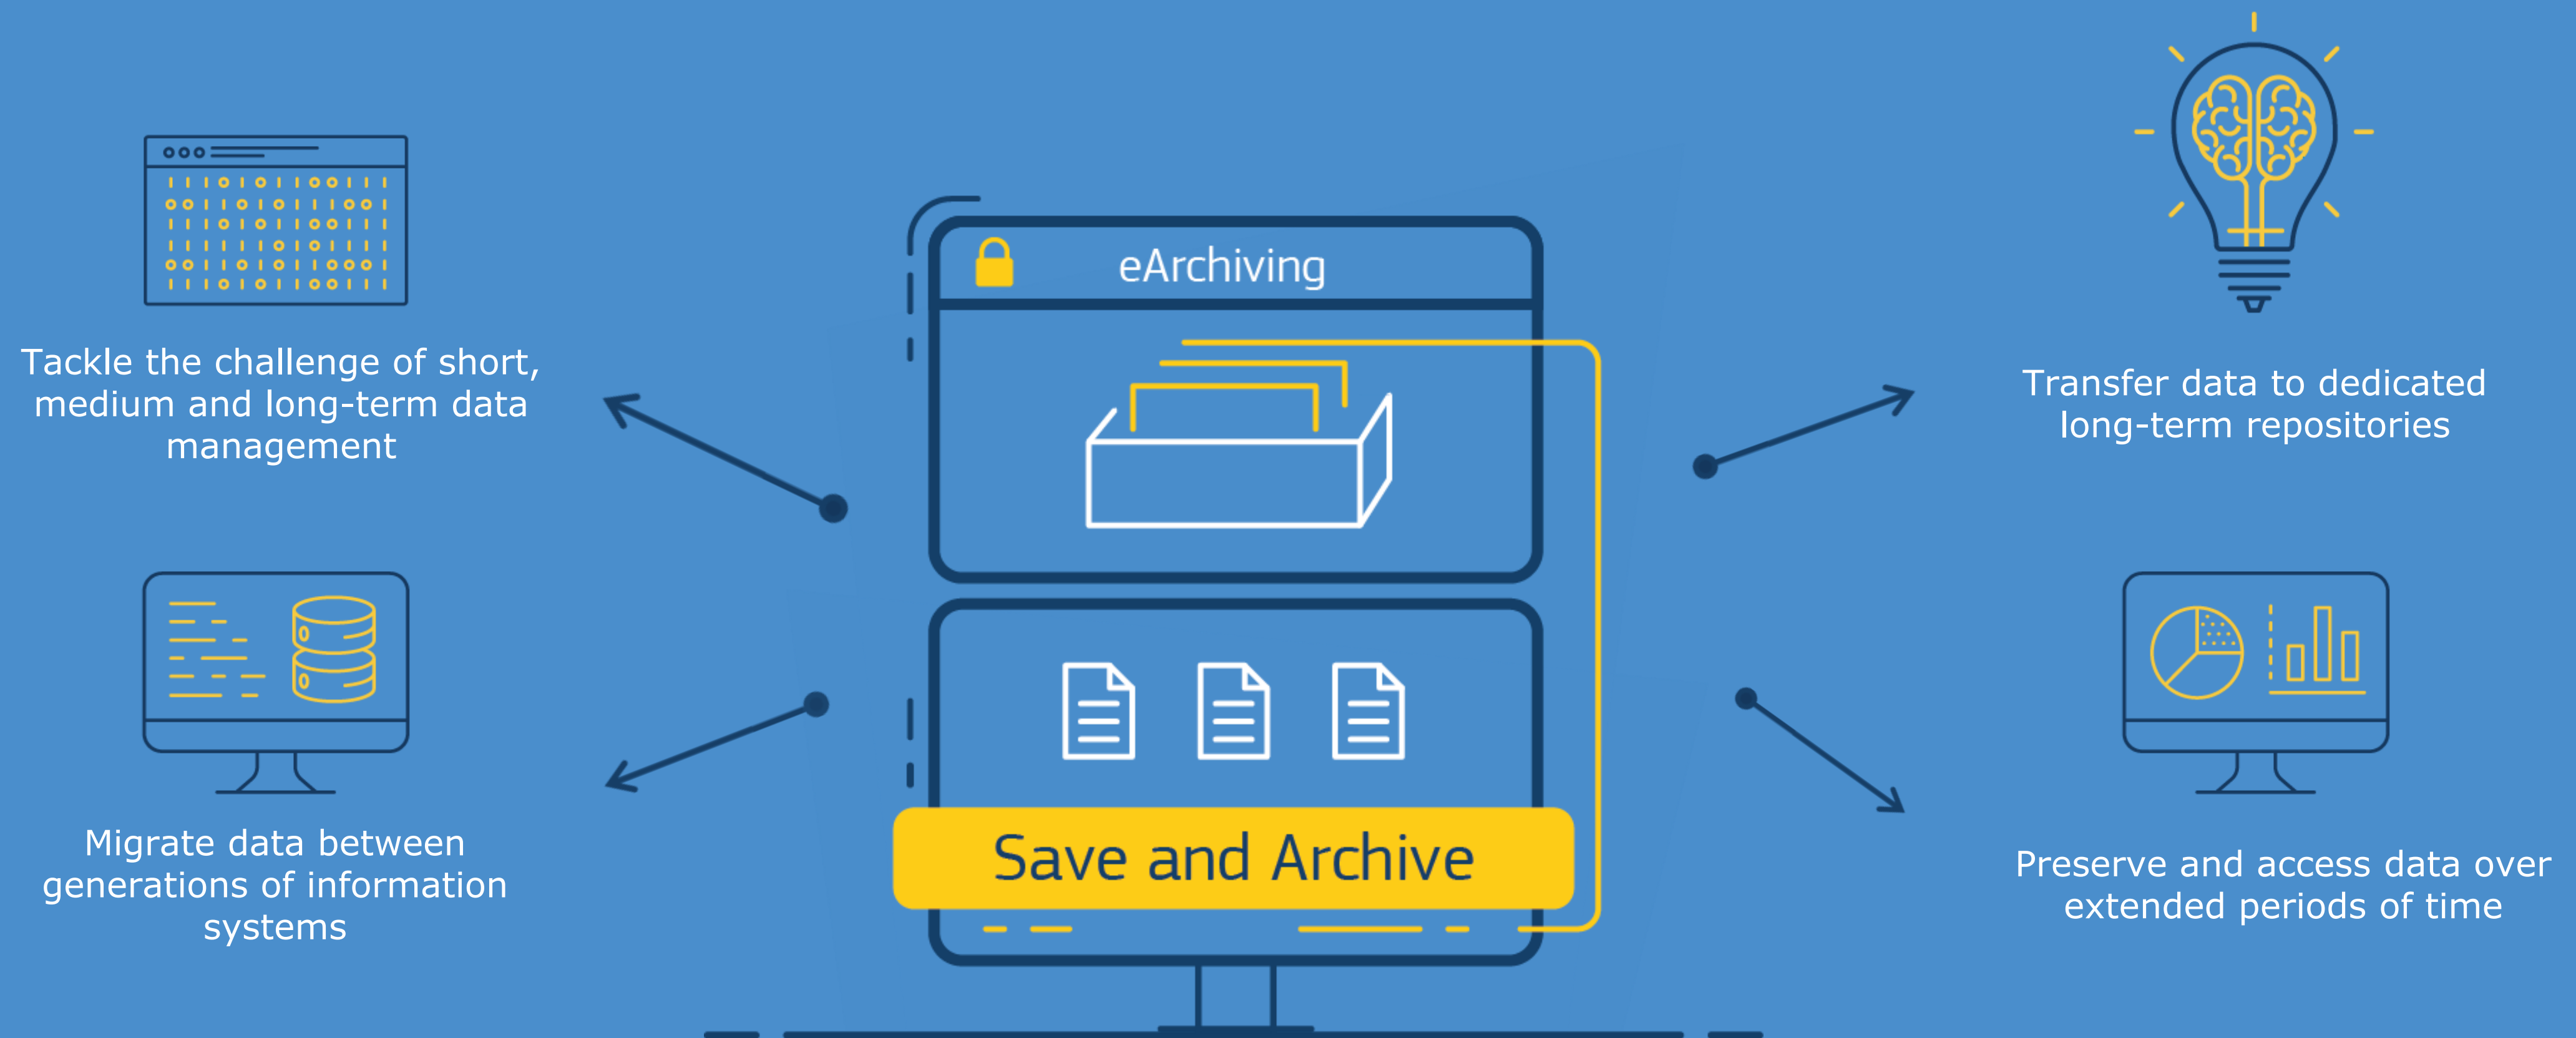 Tackle the challenge of short,
medium and long-term data
management
Migrate data between
generations of information
systems
eArchiving
Save and Archive
Transfer data to dedicated
long-term repositories
Preserve and access data over
extended periods of time